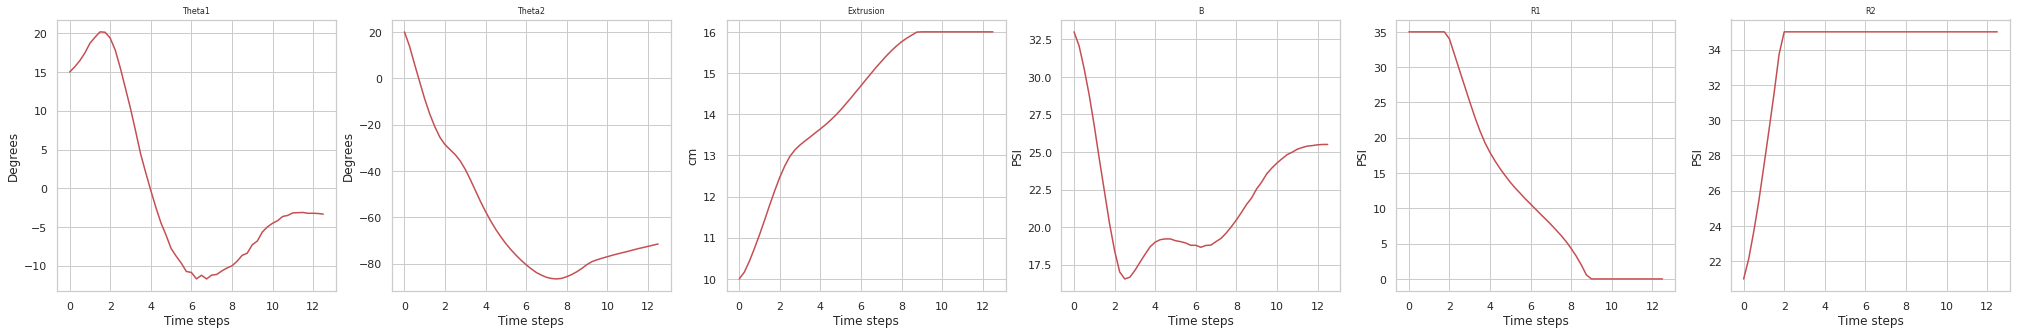 Theta1
20
15
10
5
0
−5
−10
Degrees
0 2 4 6 8 10 12
Time steps
Theta2
20
0
−20
−40
−60
−80
Degrees
0 2 4 6 8 10 12
Time steps
Extrusion
16
15
14
13
12
11
10
cm
0 2 4 6 8 10 12
Time steps
B
32.5
30.0
27.5
25.0
22.5
20.0
17.5
PSI
0 2 4 6 8 10 12
Time steps
R1
35
30
25
20
15
10
5
0
PSI
0 2 4 6 8 10 12
Time steps
R2
34
32
30
28
26
24
22
PSI
0 2 4 6 8 10 12
Time steps